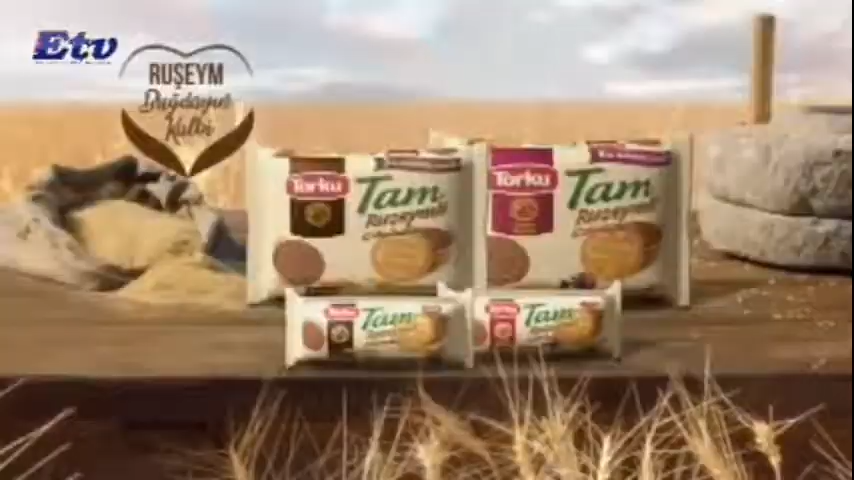 Etv
RUŞEYM
Buğdayın
Kalbi
Torku
Tam
Ruşeymli
Torku
Tam
Ruşeymli
Torku
Tam
Torku
Tam